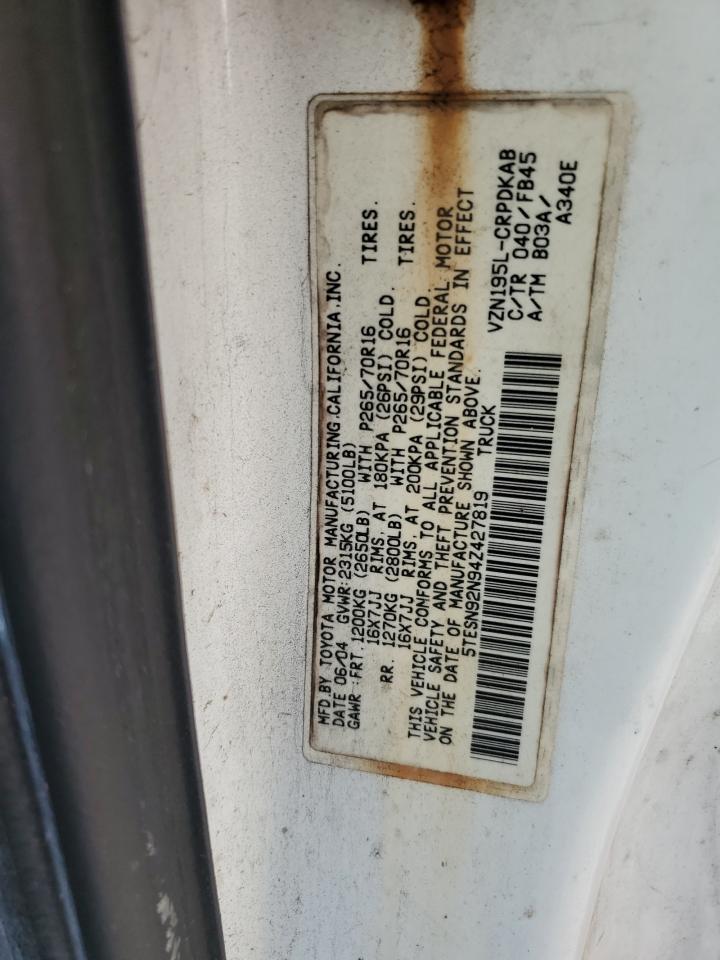 MFD.BY TOYOTA MOTOR MANUFACTURING.CALIFORNIA.INC.
DATE 06/04 GVWR:2315KG (5100LB)
GAWR :FRT.1200KG (2650LB) WITH P265/70R16 TIRES.
16X7JJ RIMS. AT 180KPA (26PSI) COLD.
RR. 1270KG (2800LB) WITH P265/70R16 TIRES.
16X7JJ RIMS. AT 200KPA (29PSI) COLD.
THIS VEHICLE CONFORMS TO ALL APPLICABLE FEDERAL MOTOR
VEHICLE SAFETY AND THEFT PREVENTION STANDARDS IN EFFECT
ON THE DATE OF MANUFACTURE SHOWN ABOVE.
5TESN92N94Z427819 TRUCK
VZN195L-CRPDKAB
C/TR 040/FB45
A/TM B03A/
A340E